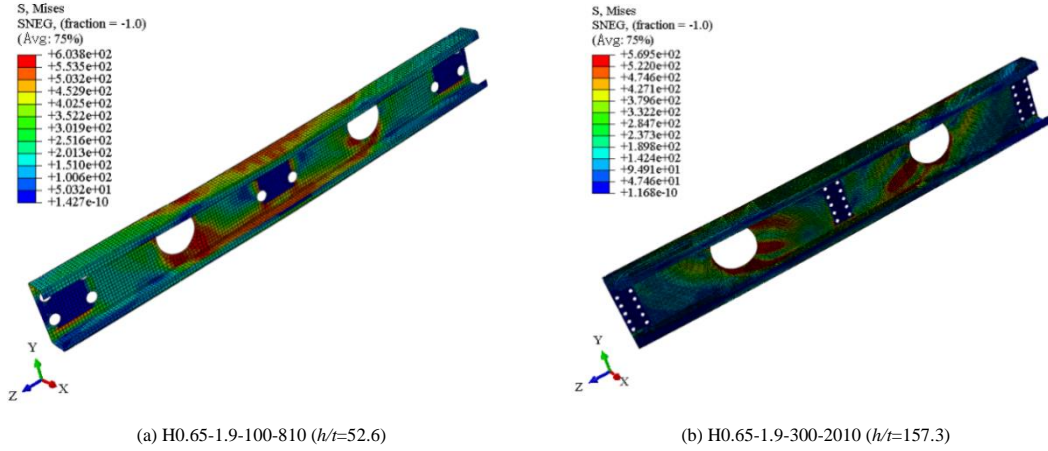 S, Mises
SNEG, (fraction = -1.0)
(Avg: 75%)
+6.038e+02
+5.535e+02
+5.032e+02
+4.529e+02
+4.025e+02
+3.522e+02
+3.019e+02
+2.516e+02
+2.013e+02
+1.510e+02
+1.006e+02
+5.032e+01
+1.427e-10
Y
Z
X
(a) H0.65-1.9-100-810 (h/t=52.6)
S, Mises
SNEG, (fraction = -1.0)
(Avg: 75%)
+5.695e+02
+5.220e+02
+4.746e+02
+4.271e+02
+3.796e+02
+3.322e+02
+2.847e+02
+2.373e+02
+1.898e+02
+1.424e+02
+9.491e+01
+4.746e+01
+1.168e-10
Y
Z
X
(b) H0.65-1.9-300-2010 (h/t=157.3)